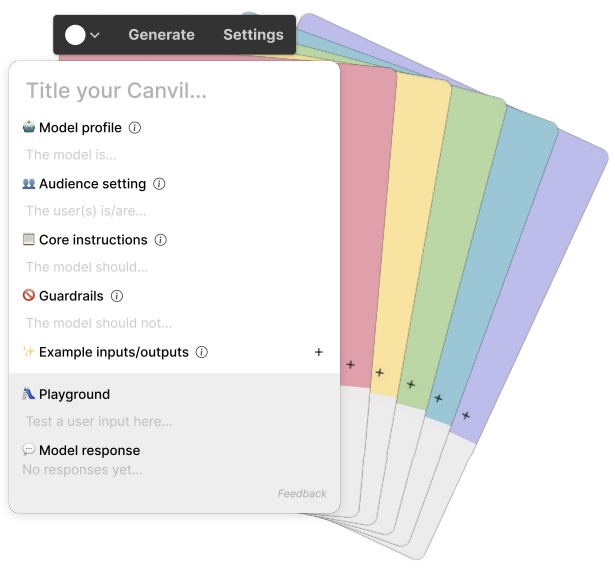 Generate Settings
Title your Canvil...
Model profile
The model is...
Audience setting
The user(s) is/are...
Core instructions
The model should...
Guardrails
The model should not...
Example inputs/outputs +
Playground
Test a user input here...
Model response
No responses yet...
Feedback